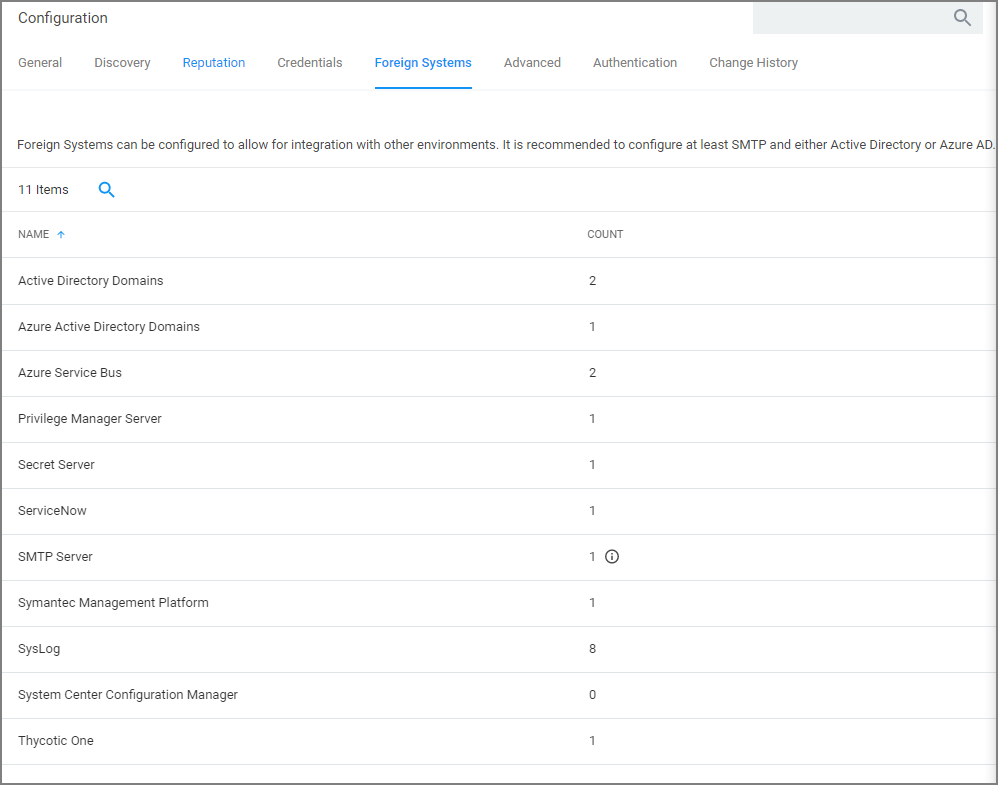 Configuration
General Discovery Reputation Credentials Foreign Systems Advanced Authentication Change History
Foreign Systems can be configured to allow for integration with other environments. It is recommended to configure at least SMTP and either Active Directory or Azure AD.
11 Items
NAME COUNT
Active Directory Domains 2
Azure Active Directory Domains 1
Azure Service Bus 2
Privilege Manager Server 1
Secret Server 1
ServiceNow 1
SMTP Server 1
Symantec Management Platform 1
SysLog 8
System Center Configuration Manager 0
Thycotic One 1